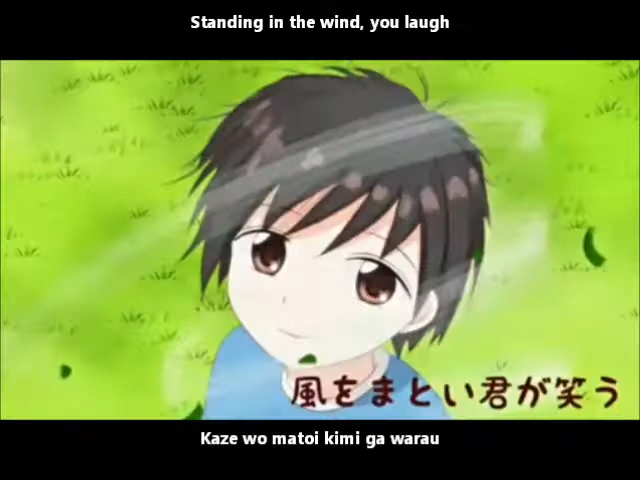 Standing in the wind, you laugh
風をまとい君が笑う
Kaze wo matoi kimi ga warau